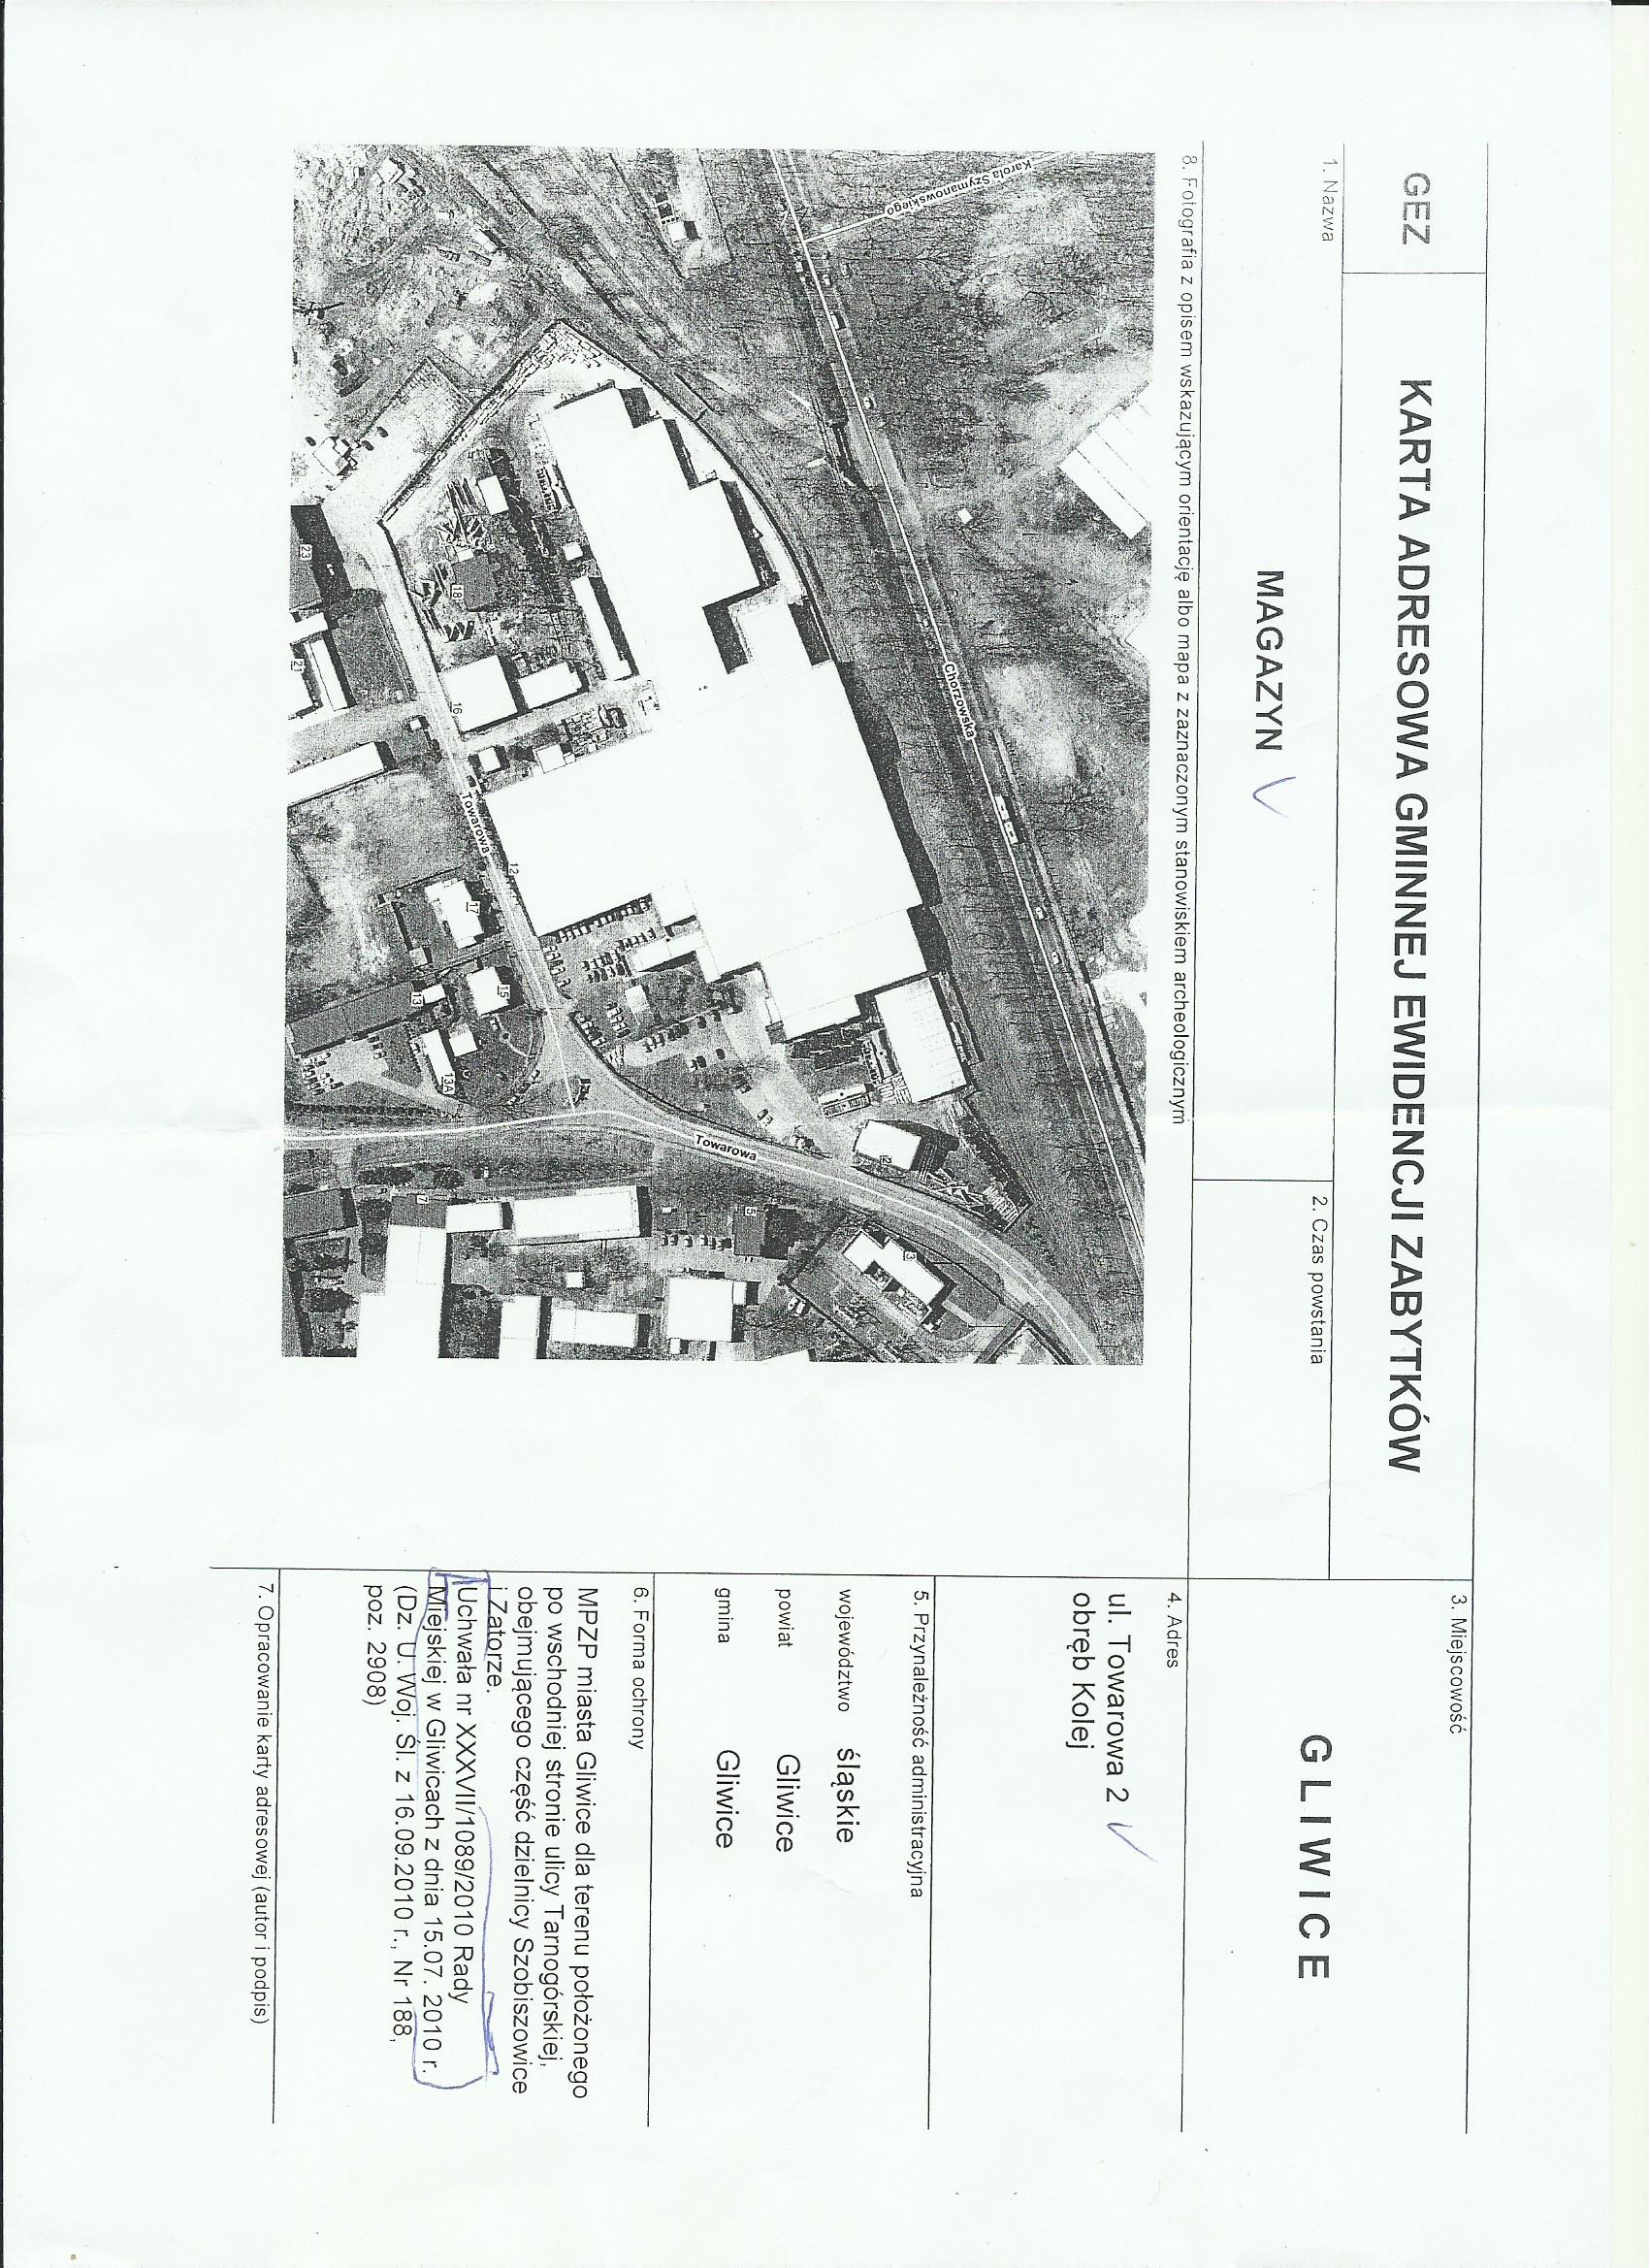 GEZ
KARTA ADRESOWA GMINNEJ EWIDENCJI ZABYTKÓW
1. Nazwa
MAGAZYN
2. Czas powstania
3. Miejscowość
GLIWICE
4. Adres
ul. Towarowa 2
obręb Kolej
5. Przynależność administracyjna
województwo śląskie
powiat Gliwice
gmina Gliwice
6. Forma ochrony
MPZP miasta Gliwice dla terenu położonego
po wschodniej stronie ulicy Tarnogórskiej,
obejmującego część dzielnicy Szobiszowice
i Zatorze.
Uchwała nr XXXVII/1089/2010 Rady
Miejskiej w Gliwicach z dnia 15.07. 2010 r.
(Dz. U. Woj. Śl. z 16.09.2010 r., Nr 188,
poz. 2908)
7. Opracowanie karty adresowej (autor i podpis)
8. Fotografia z opisem wskazującym orientację albo mapa z zaznaczonym stanowiskiem archeologicznym
Karola Szymanowskiego
Chorzowska
3
2
5
Towarowa
12
15
17
Towarowa
16
18
13A
13
7
23
21